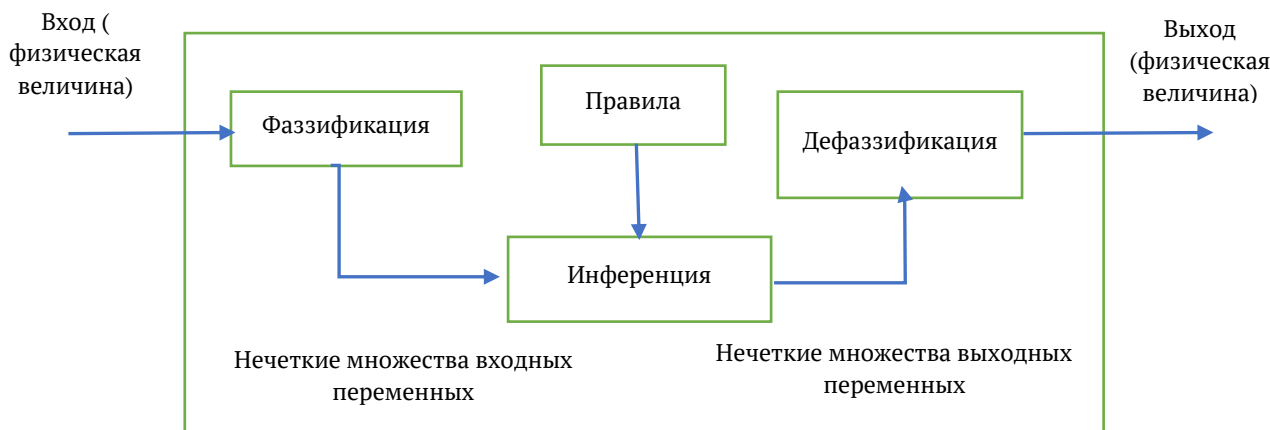 Вход (
физическая
величина)
Фаззификация
Правила
Дефаззификация
Выход
(физическая
величина)
Инференция
Нечеткие множества входных
переменных
Нечеткие множества выходных
переменных